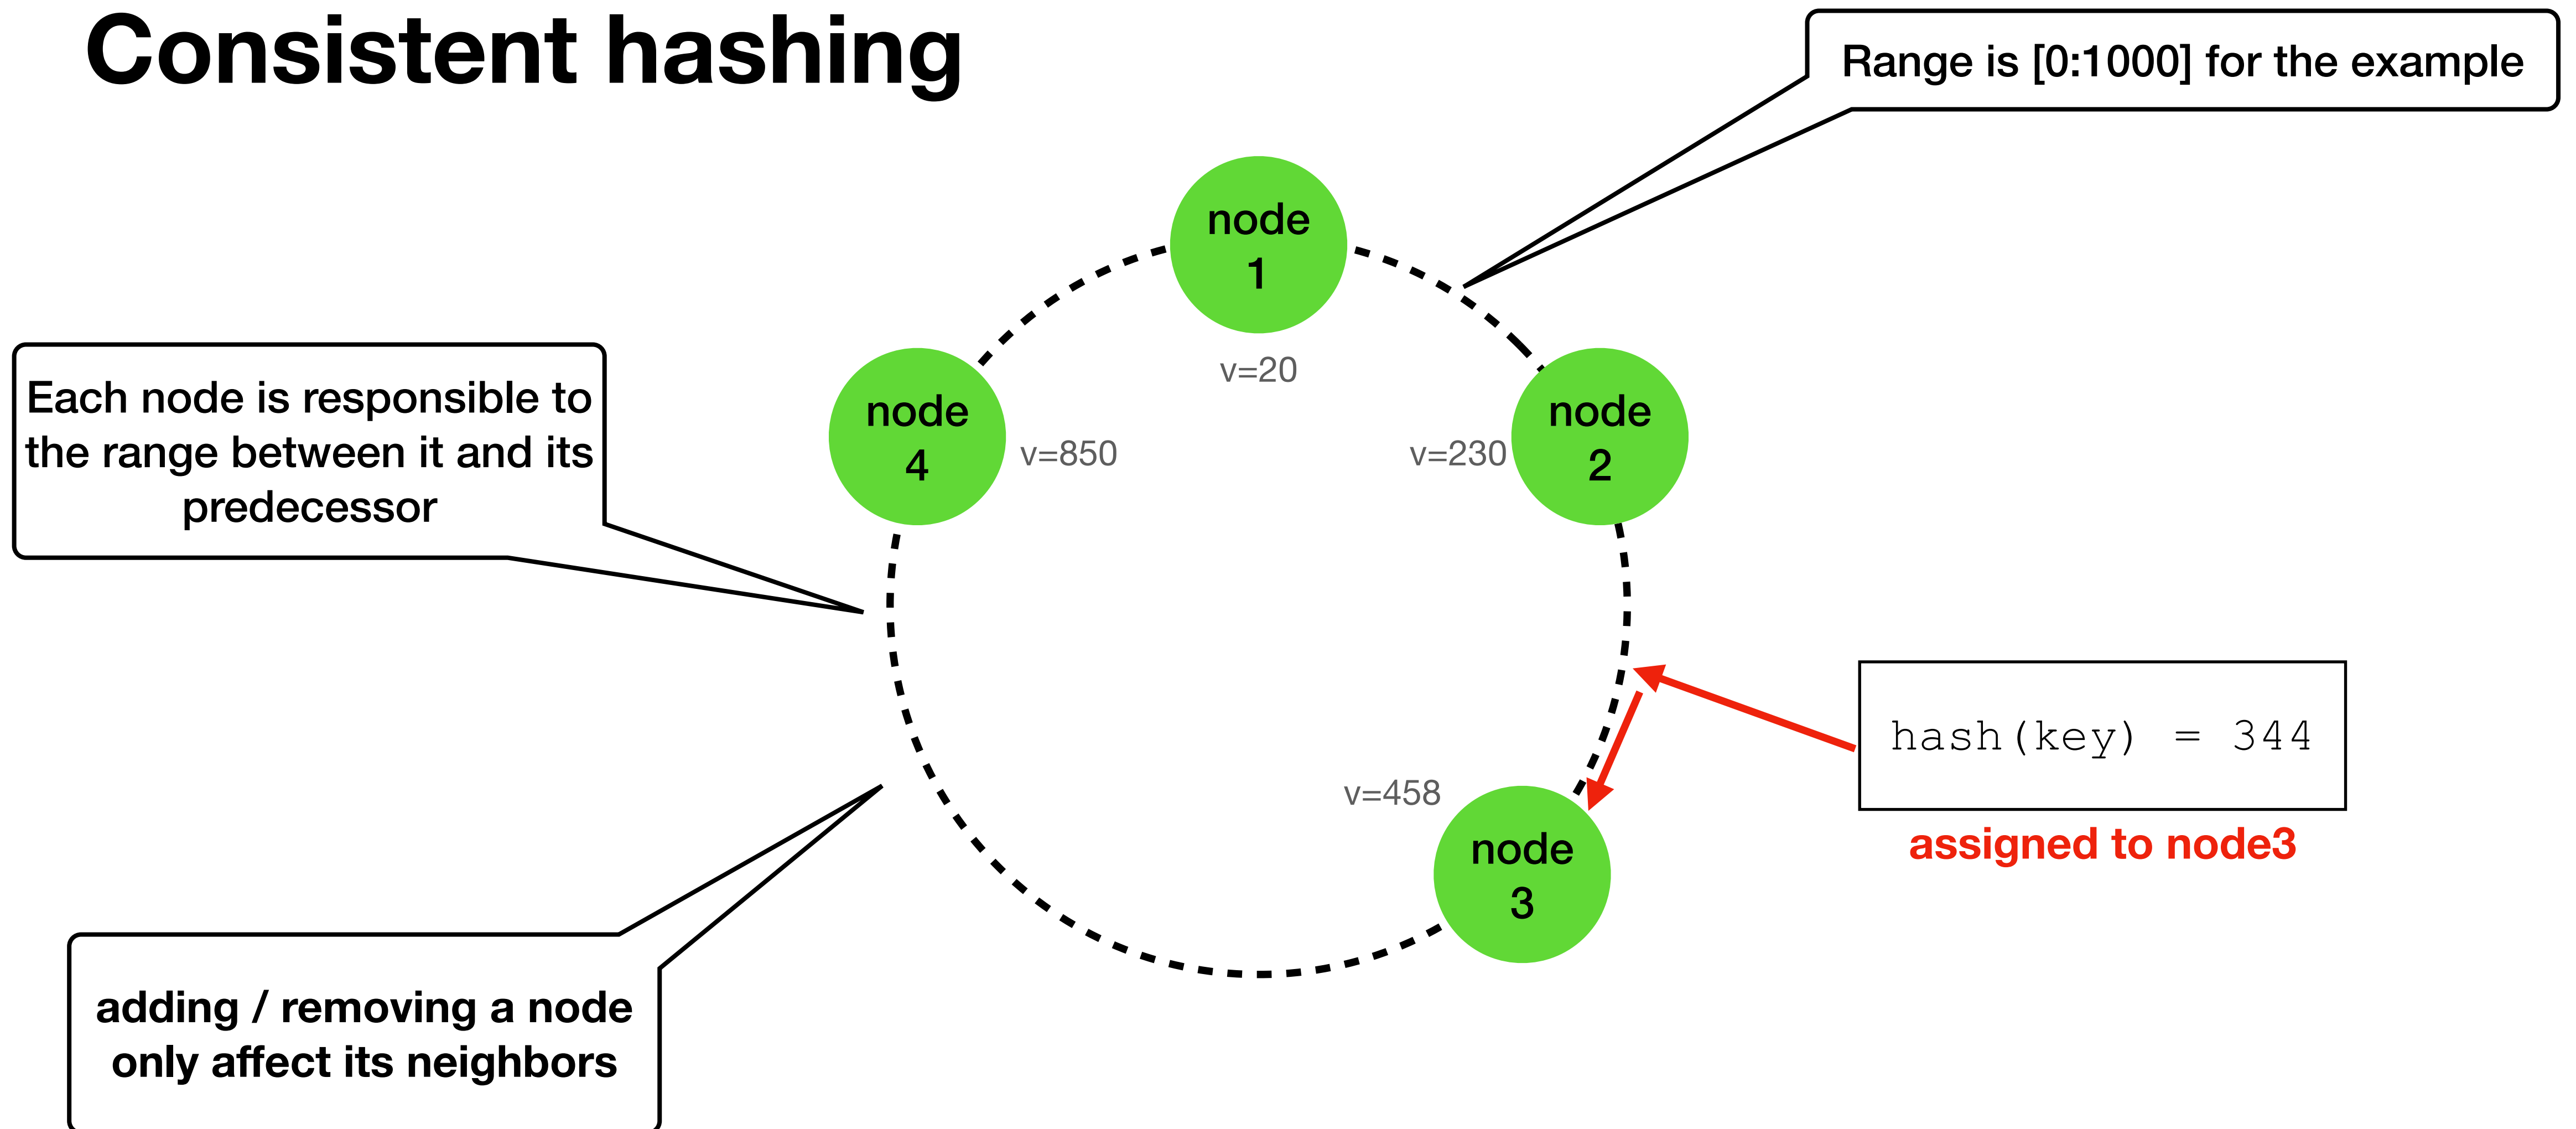 Consistent hashing
Range is [0:1000] for the example
node
1
v=20
Each node is responsible to
the range between it and its
predecessor
node
4
v=850
v=230
node
2
hash(key) = 344
assigned to node3
v=458
node
3
adding / removing a node
only affect its neighbors